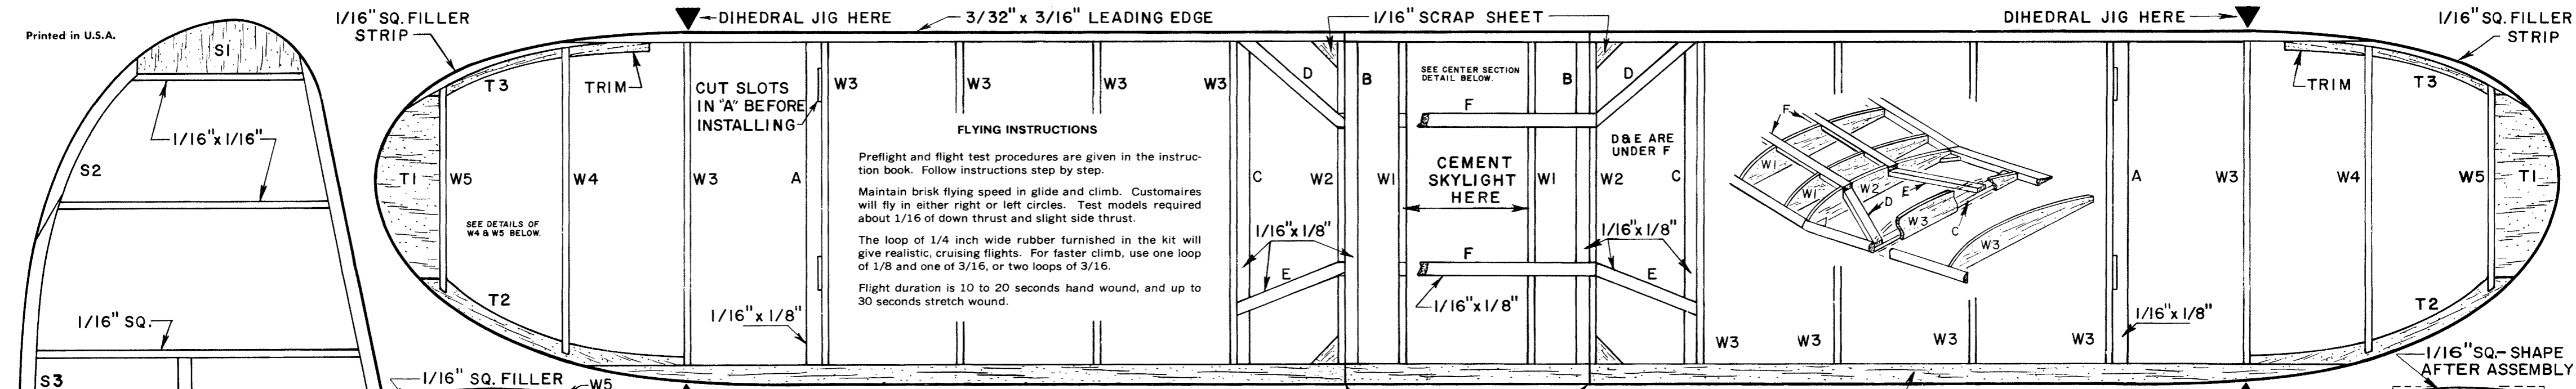 Printed in U.S.A.
1/16" SQ. FILLER
STRIP
DIHEDRAL JIG HERE
3/32" x 3/16" LEADING EDGE
1/16" SCRAP SHEET
DIHEDRAL JIG HERE
1/16" SQ. FILLER
STRIP
S1
1/16" x 1/16"
S2
1/16" SQ.
S3
T3
TRIM
T1
W5
W4
W3
A
SEE DETAILS OF
W4 & W5 BELOW.
T2
CUT SLOTS
IN "A" BEFORE
INSTALLING
1/16" x 1/8"
W3
W3
W3
W3
FLYING INSTRUCTIONS
Preflight and flight test procedures are given in the instruc-
tion book. Follow instructions step by step.
Maintain brisk flying speed in glide and climb. Customaires
will fly in either right or left circles. Test models required
about 1/16 of down thrust and slight side thrust.
The loop of 1/4 inch wide rubber furnished in the kit will
give realistic, cruising flights. For faster climb, use one loop
of 1/8 and one of 3/16, or two loops of 3/16.
Flight duration is 10 to 20 seconds hand wound, and up to
30 seconds stretch wound.
D
B
SEE CENTER SECTION
DETAIL BELOW.
B
D
F
C
W2
W1
CEMENT
SKYLIGHT
HERE
W1
W2
C
D & E ARE
UNDER F
1/16" x 1/8"
E
F
1/16" x 1/8"
1/16" x 1/8"
E
F
W1
W1
W2
E
D
W3
C
W3
W3
W3
W3
W3
A
W3
W4
W5
T1
TRIM
T3
T2
1/16" x 1/8"
1/16" SQ. FILLER
W5
1/16" SQ.- SHAPE
AFTER ASSEMBLY